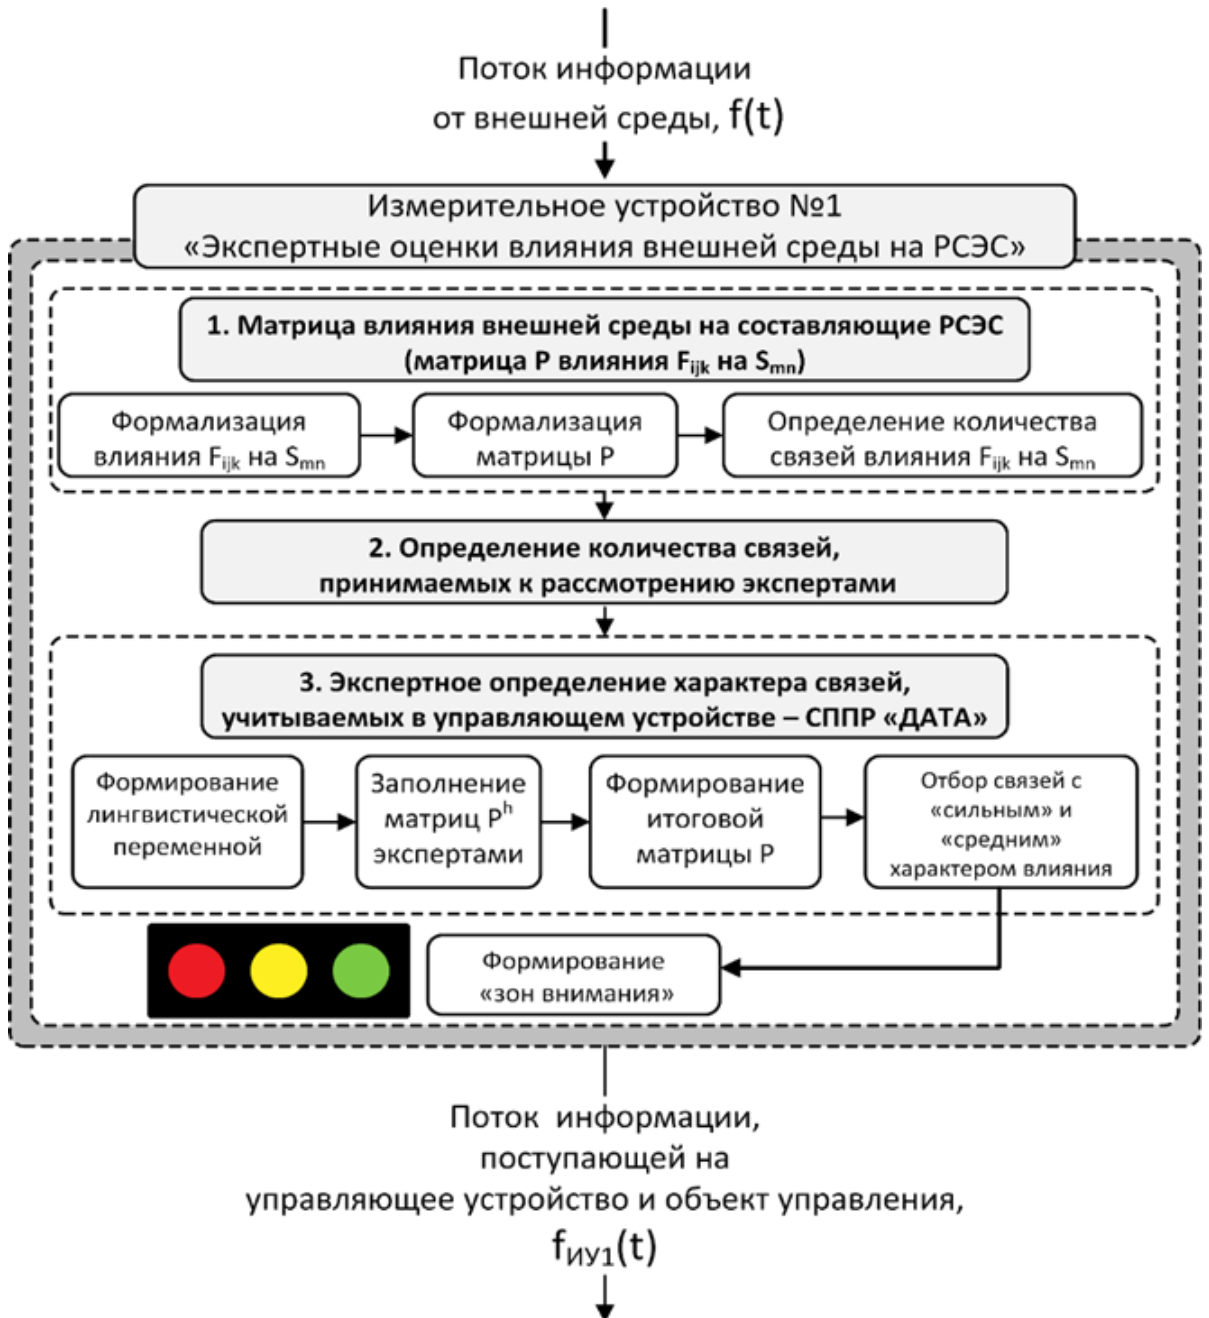 Поток информации
от внешней среды, f(t)
Измерительное устройство №1
«Экспертные оценки влияния внешней среды на РСЭС»
1. Матрица влияния внешней среды на составляющие РСЭС
(матрица P влияния Fijk на Smn)
Формализация
влияния Fijk на Smn
Формализация
матрицы P
Определение количества
связей влияния Fijk на Smn
2. Определение количества связей,
принимаемых к рассмотрению экспертами
3. Экспертное определение характера связей,
учитываемых в управляющем устройстве – СППР «ДАТА»
Формирование
лингвистической
переменной
Заполнение
матриц Pʰ
экспертами
Формирование
итоговой
матрицы P
Отбор связей с
«сильным» и
«средним»
характером влияния
Формирование
«зон внимания»
Поток информации,
поступающей на
управляющее устройство и объект управления,
fИУ1(t)